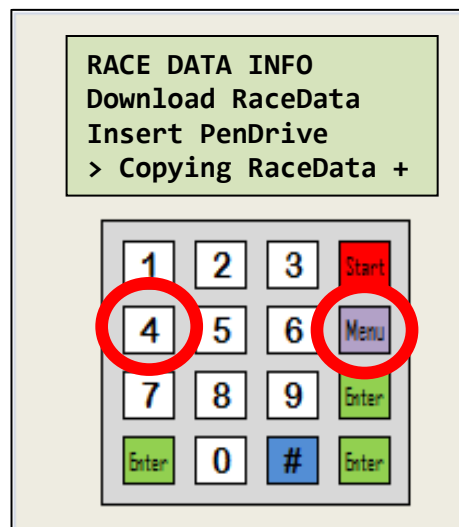 RACE DATA INFO
Download RaceData
Insert PenDrive
> Copying RaceData +
1 2 3 Start
4 5 6 Menu
7 8 9 Enter
Enter 0 # Enter